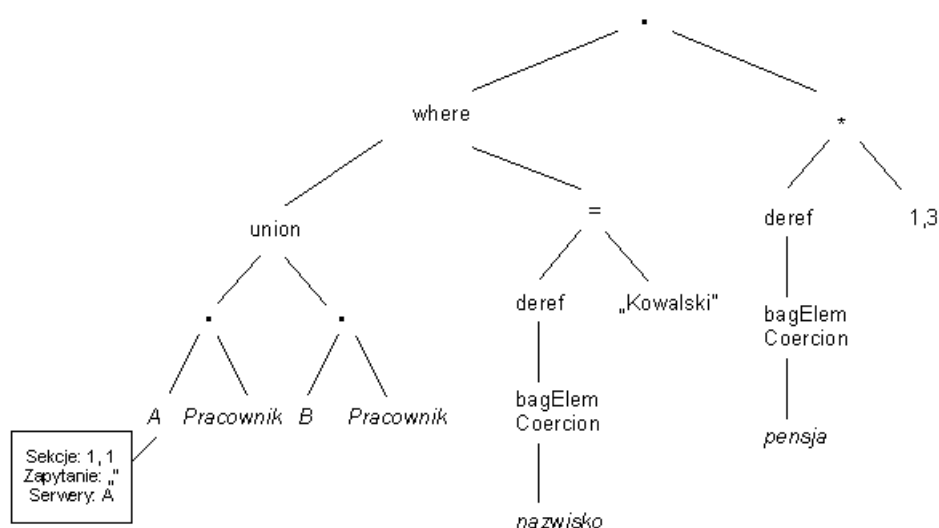 .
where
*
union
=
deref
1,3
.
.
deref
„Kowalski"
bagElem
Coercion
A
Pracownik
B
Pracownik
bagElem
Coercion
pensja
Sekcje: 1, 1
Zapytanie: „"
Serwery: A
nazwisko